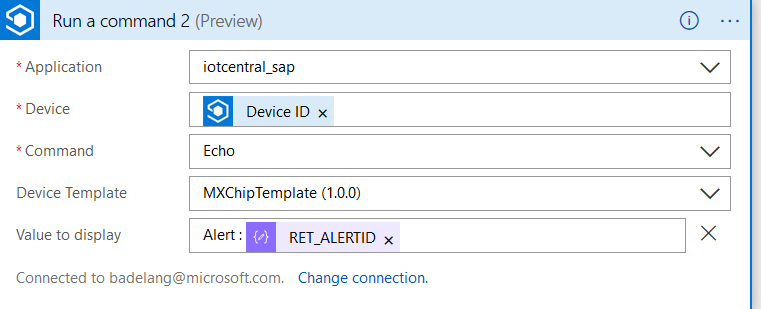 Run a command 2 (Preview)
* Application iotcentral_sap
* Device Device ID ×
* Command Echo
Device Template MXChipTemplate (1.0.0)
Value to display Alert : RET_ALERTID ×
Connected to badelang@microsoft.com. Change connection.